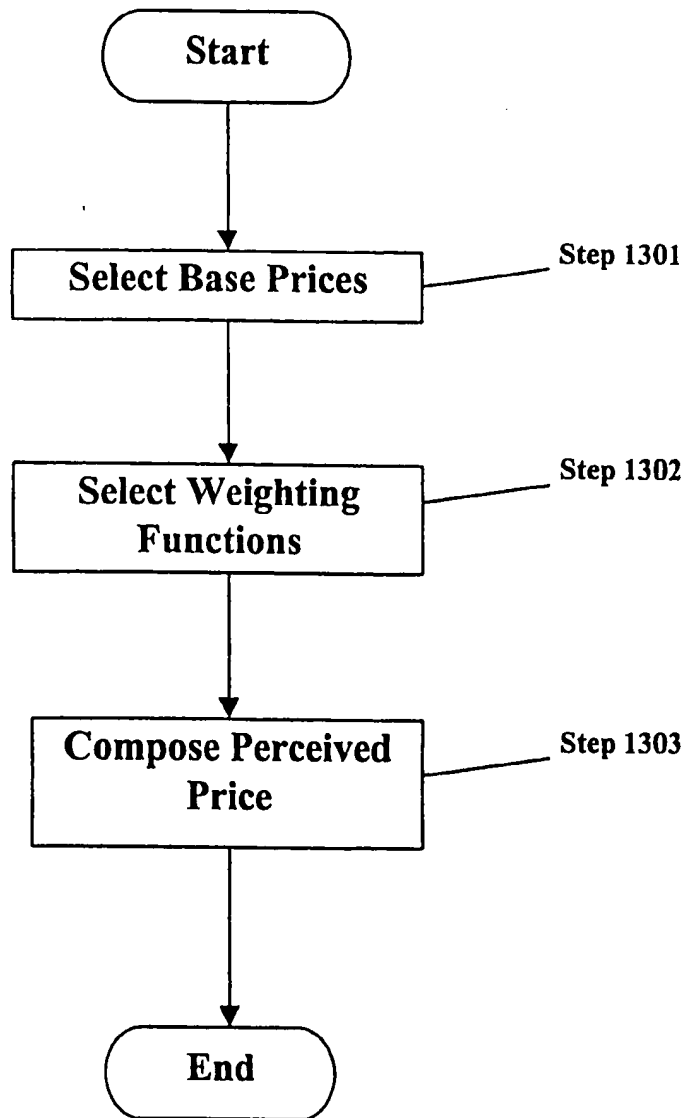 Start
Select Base Prices
Step 1301
Select Weighting
Functions
Step 1302
Compose Perceived
Price
Step 1303
End